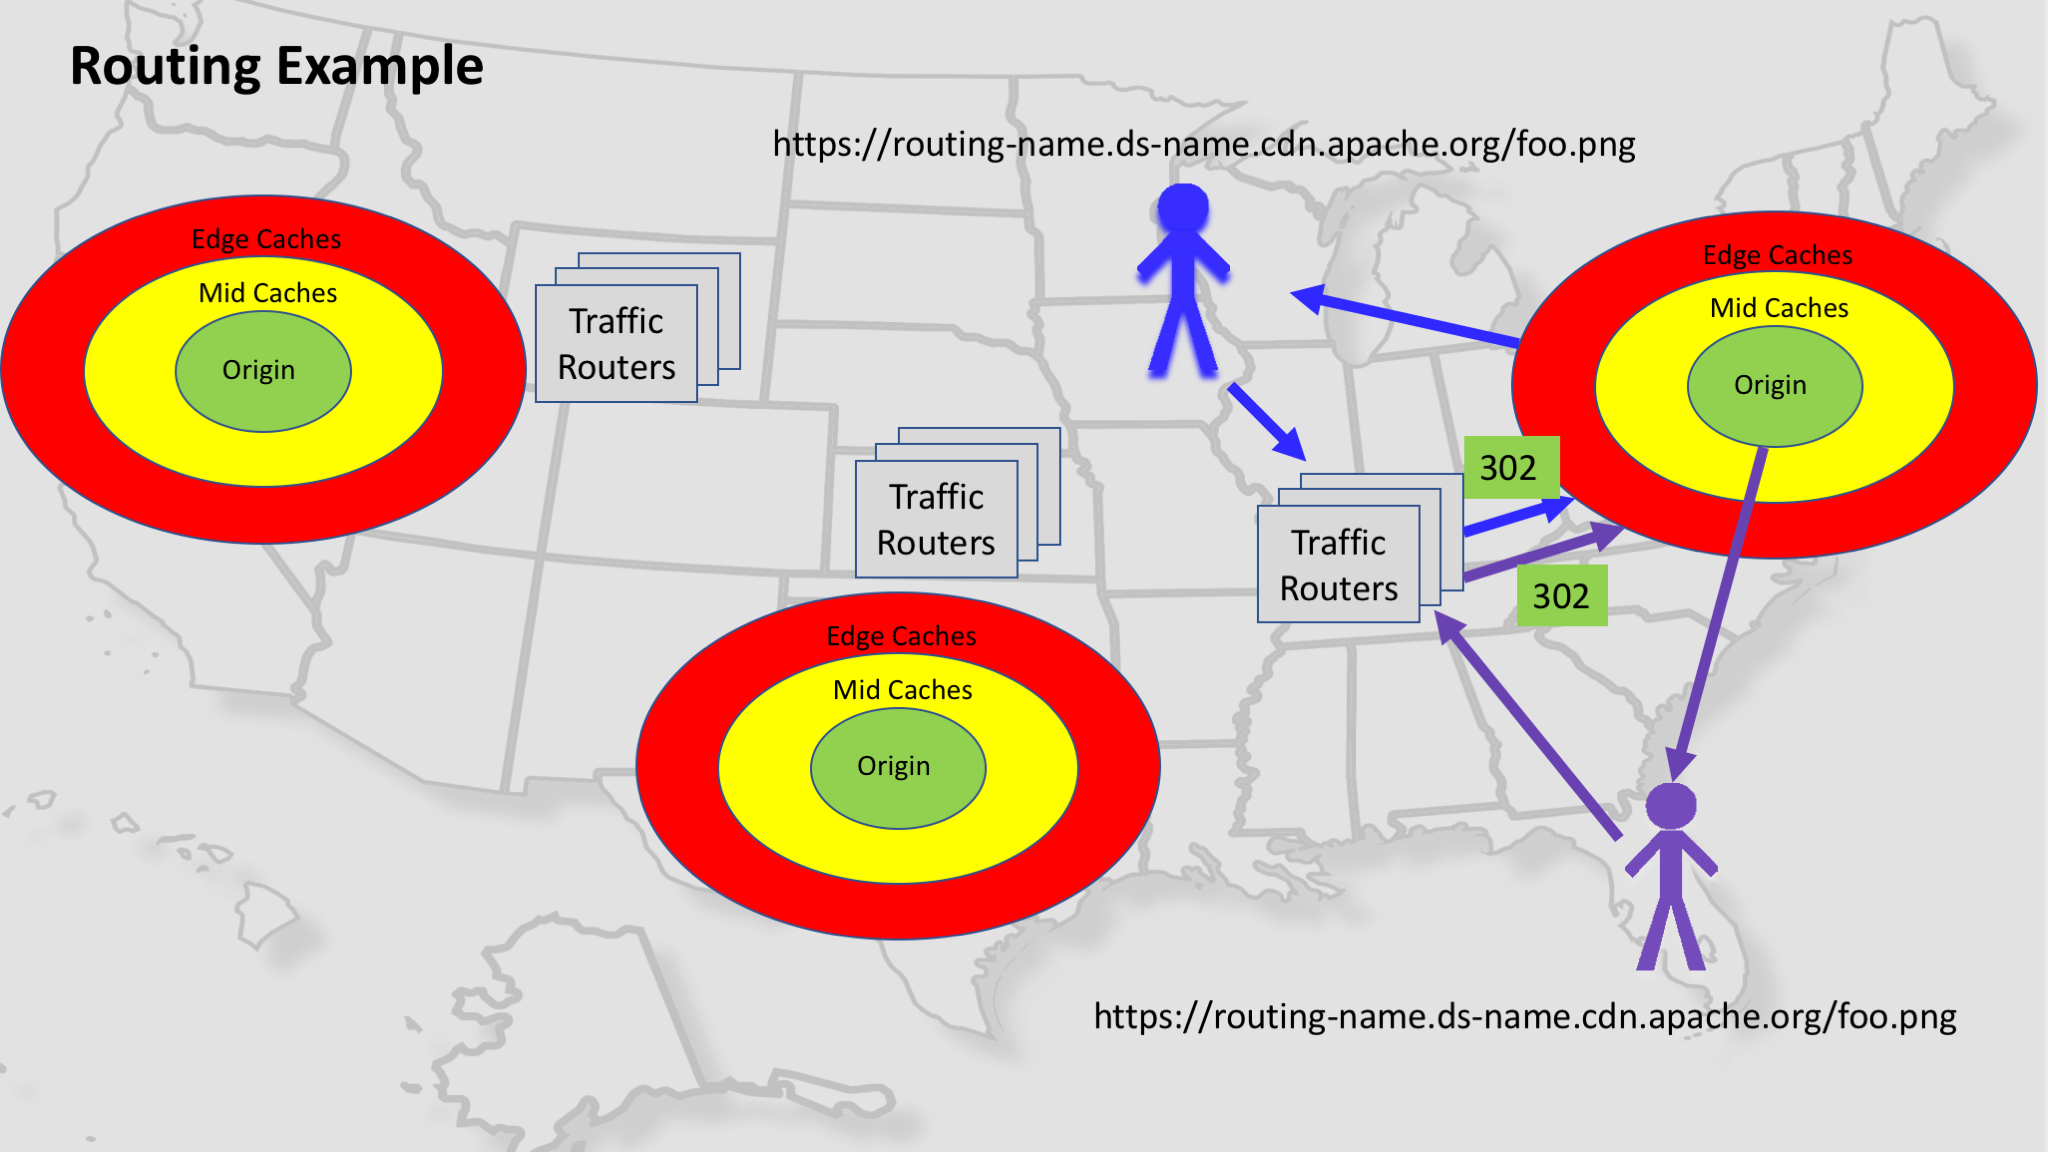 Routing Example
https://routing-name.ds-name.cdn.apache.org/foo.png
Edge Caches
Mid Caches
Origin
Traffic
Routers
Edge Caches
Mid Caches
Origin
302
Traffic
Routers
Traffic
Routers
302
Edge Caches
Mid Caches
Origin
https://routing-name.ds-name.cdn.apache.org/foo.png